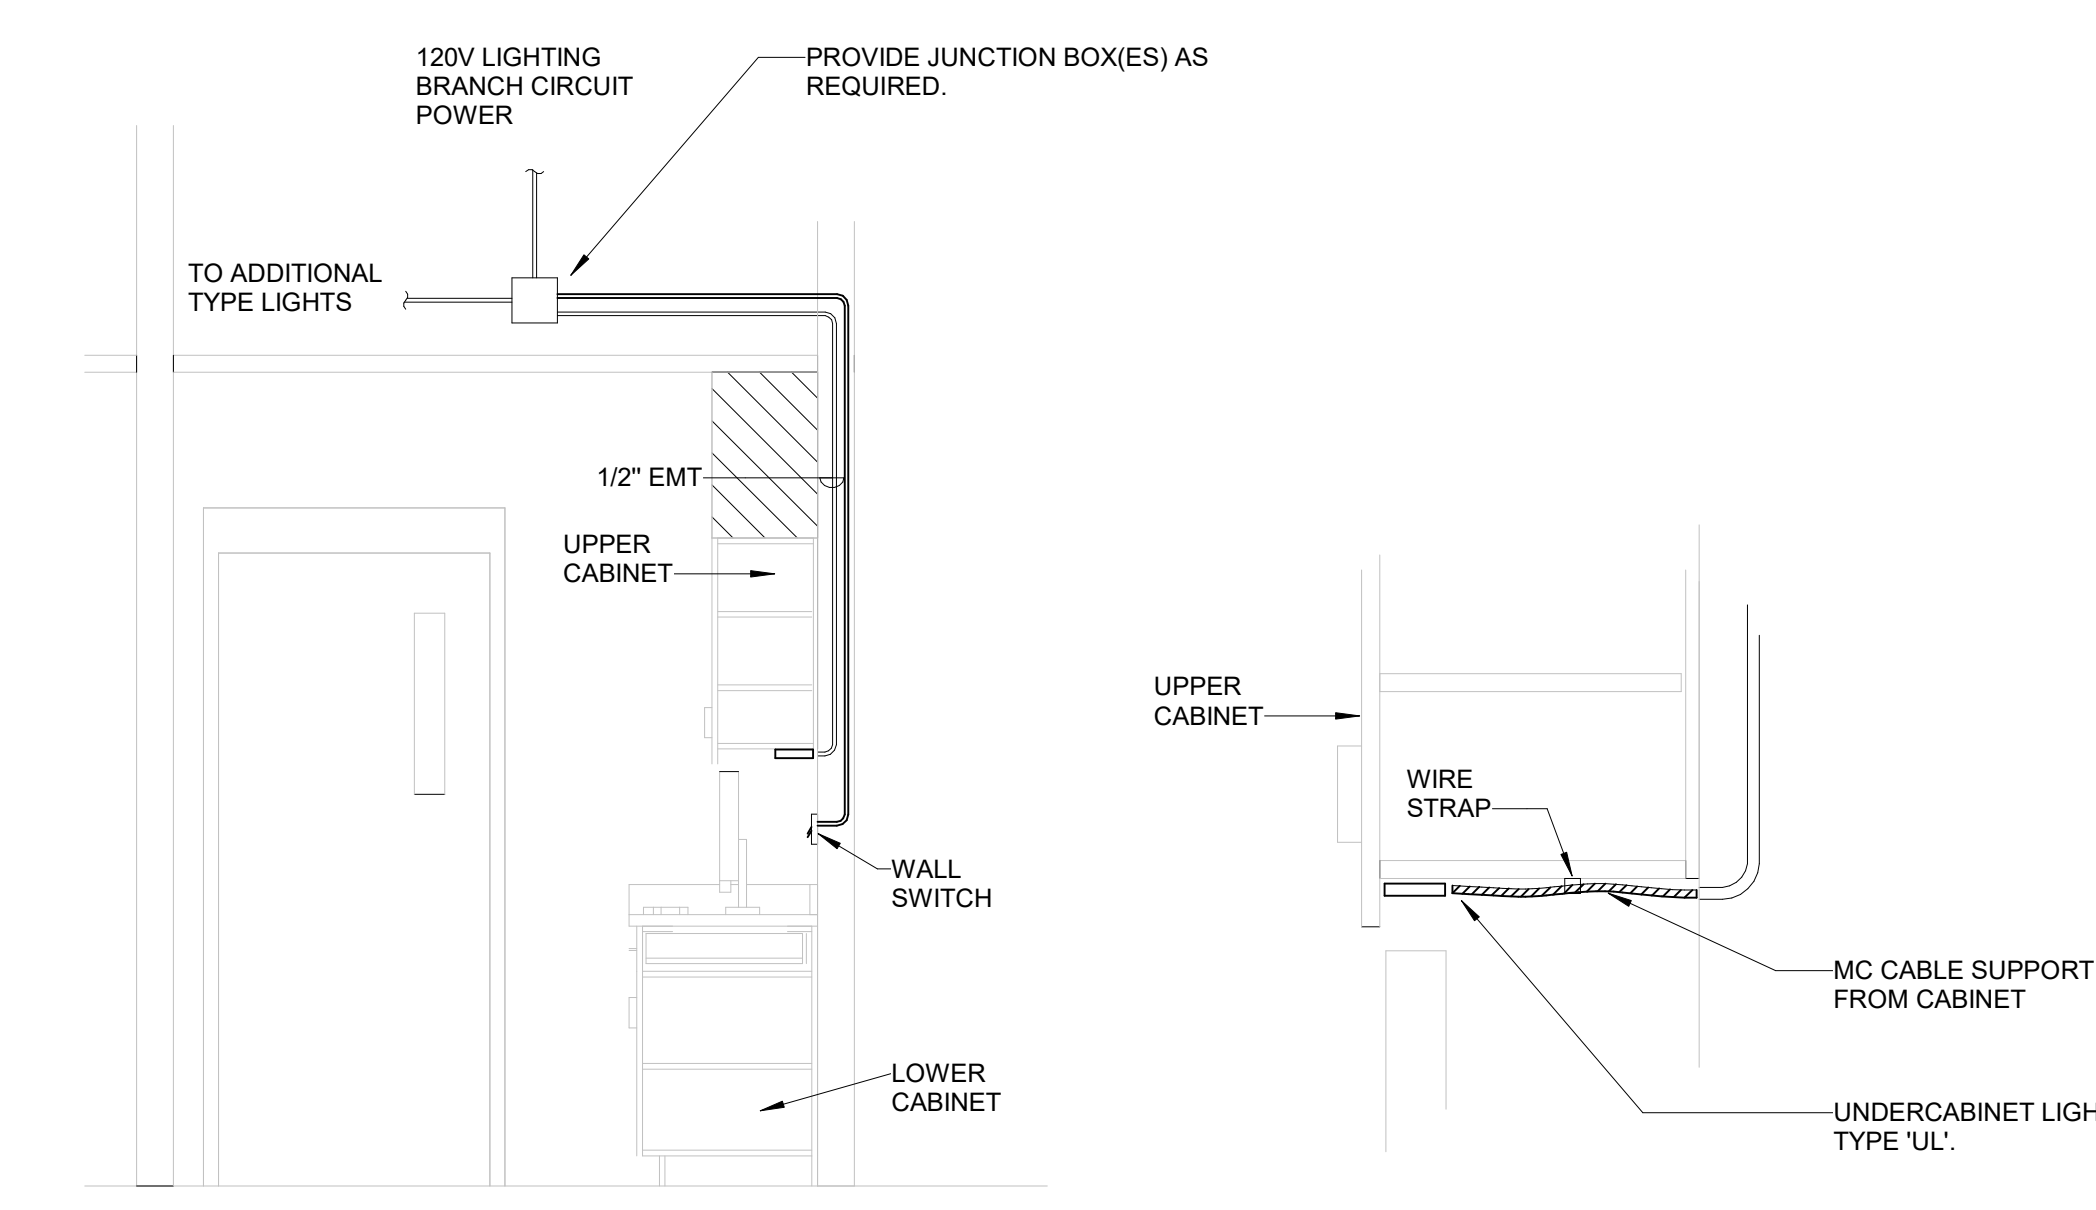 120V LIGHTING
BRANCH CIRCUIT
POWER
PROVIDE JUNCTION BOX(ES) AS
REQUIRED.
TO ADDITIONAL
TYPE LIGHTS
1/2" EMT
UPPER
CABINET
WALL
SWITCH
LOWER
CABINET
UPPER
CABINET
WIRE
STRAP
MC CABLE SUPPORT
FROM CABINET
UNDERCABINET LIGH
TYPE 'UL'.